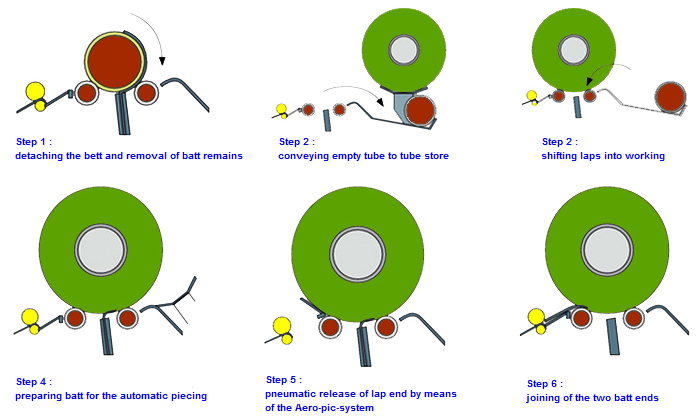 Step 1 :
detaching the bett and removal of batt remains
Step 2 :
conveying empty tube to tube store
Step 2 :
shifting laps into working
Step 4 :
preparing batt for the automatic piecing
Step 5 :
pneumatic release of lap end by means
of the Aero-pic-system
Step 6 :
joining of the two batt ends